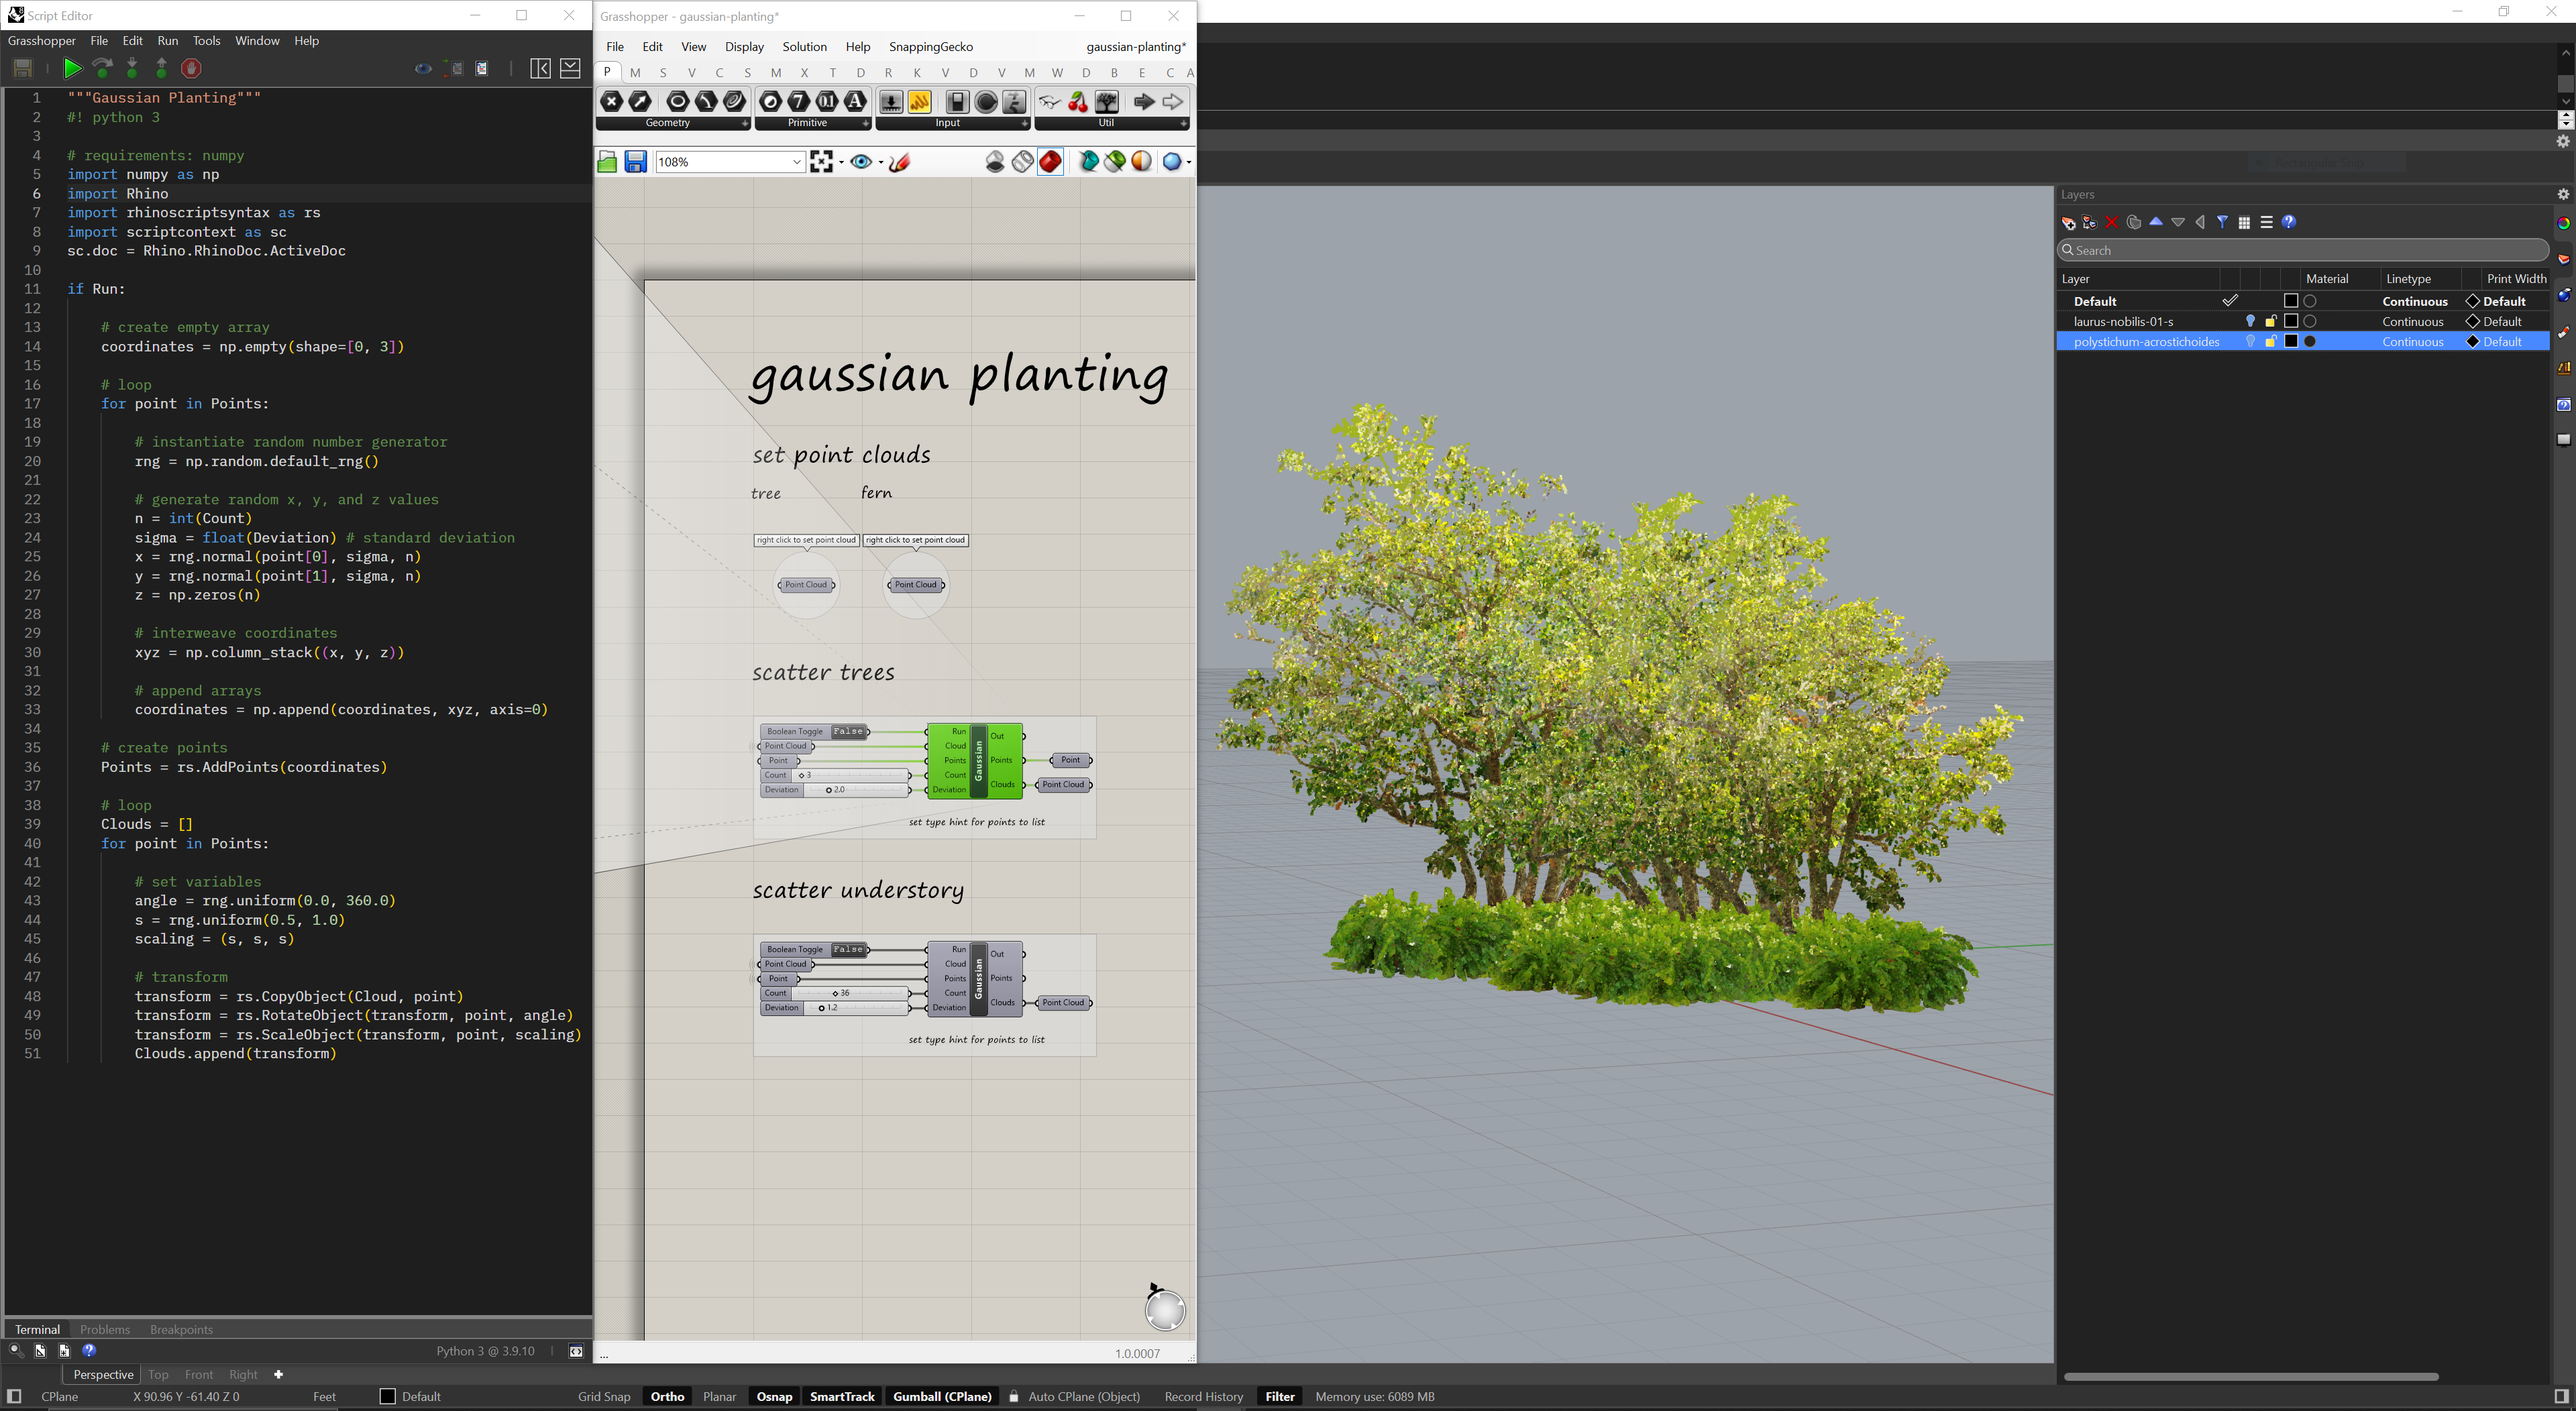 Script Editor
Grasshopper File Edit Run Tools Window Help
1 """Gaussian Planting"""
2 #! python 3
3
4 # requirements: numpy
5 import numpy as np
6 import Rhino
7 import rhinoscriptsyntax as rs
8 import scriptcontext as sc
9 sc.doc = Rhino.RhinoDoc.ActiveDoc
10
11 if Run:
12
13 # create empty array
14 coordinates = np.empty(shape=[0, 3])
15
16 # loop
17 for point in Points:
18
19 # instantiate random number generator
20 rng = np.random.default_rng()
21
22 # generate random x, y, and z values
23 n = int(Count)
24 sigma = float(Deviation) # standard deviation
25 x = rng.normal(point[0], sigma, n)
26 y = rng.normal(point[1], sigma, n)
27 z = np.zeros(n)
28
29 # interweave coordinates
30 xyz = np.column_stack((x, y, z))
31
32 # append arrays
33 coordinates = np.append(coordinates, xyz, axis=0)
34
35 # create points
36 Points = rs.AddPoints(coordinates)
37
38 # loop
39 Clouds = []
40 for point in Points:
41
42 # set variables
43 angle = rng.uniform(0.0, 360.0)
44 s = rng.uniform(0.5, 1.0)
45 scaling = (s, s, s)
46
47 # transform
48 transform = rs.CopyObject(Cloud, point)
49 transform = rs.RotateObject(transform, point, angle)
50 transform = rs.ScaleObject(transform, point, scaling)
51 Clouds.append(transform)
Terminal Problems Breakpoints
Python 3 @ 3.9.10
Grasshopper - gaussian-planting*
File Edit View Display Solution Help SnappingGecko gaussian-planting*
P M S V C S M X T D R K V D V M W D B E C A
Geometry Primitive Input Util
108%
gaussian planting
set point clouds
tree fern
right click to set point cloud right click to set point cloud
Point Cloud Point Cloud
scatter trees
Boolean Toggle False Run Out
Point Cloud Cloud
Point Points Gaussian Points Point
Count 3 Count
Deviation 2.0 Deviation Clouds Point Cloud
set type hint for points to list
scatter understory
Boolean Toggle False Run Out
Point Cloud Cloud
Point Points Gaussian Points
Count 36 Count
Deviation 1.2 Deviation Clouds Point Cloud
set type hint for points to list
... 1.0.0007
Layers
Search
Layer Material Linetype Print Width
Default Continuous Default
laurus-nobilis-01-s Continuous Default
polystichum-acrostichoides Continuous Default
Perspective Top Front Right
CPlane X 90.96 Y -61.40 Z 0 Feet Default Grid Snap Ortho Planar Osnap SmartTrack Gumball (CPlane) Auto CPlane (Object) Record History Filter Memory use: 6089 MB